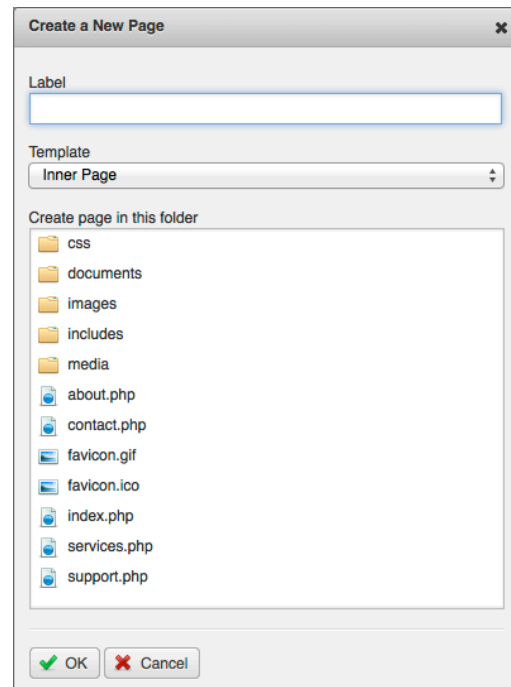 Create a New Page
Label
Template
Inner Page
Create page in this folder
css
documents
images
includes
media
about.php
contact.php
favicon.gif
favicon.ico
index.php
services.php
support.php
OK Cancel